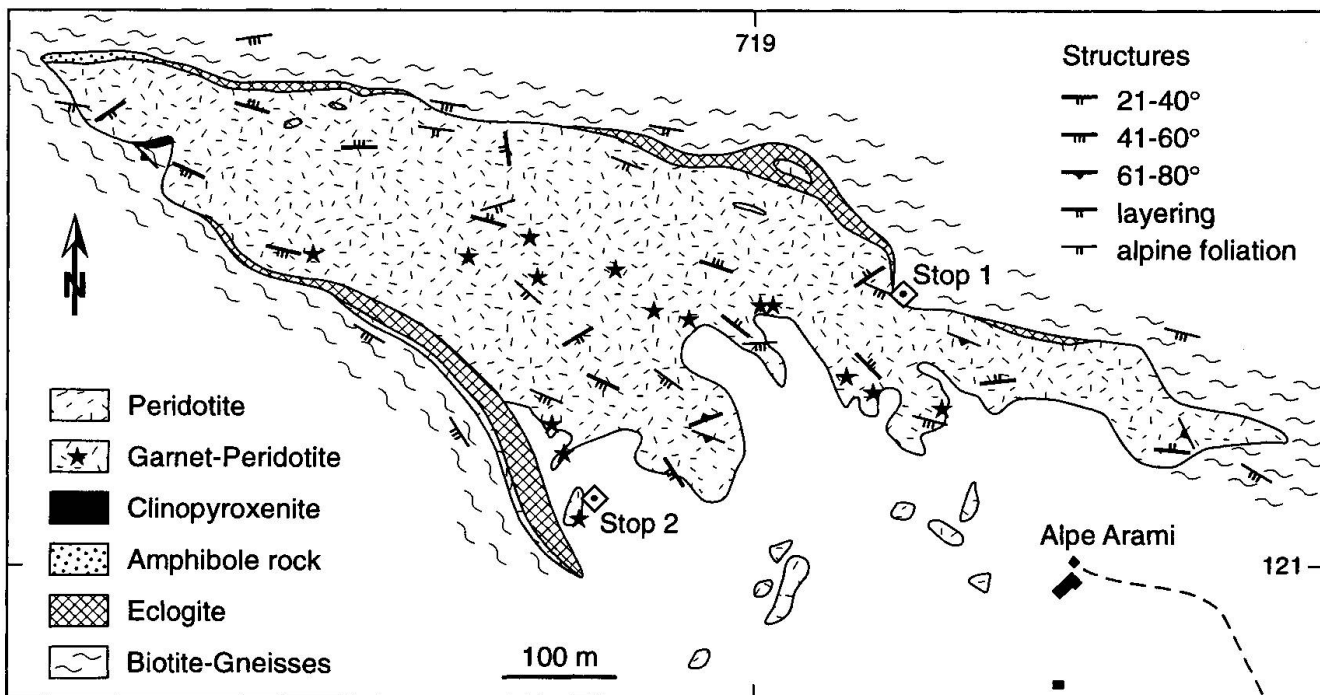 719
Structures
21-40°
41-60°
61-80°
layering
alpine foliation
N
Stop 1
Peridotite
Garnet-Peridotite
Clinopyroxenite
Amphibole rock
Eclogite
Biotite-Gneisses
Stop 2
Alpe Arami
121
100 m